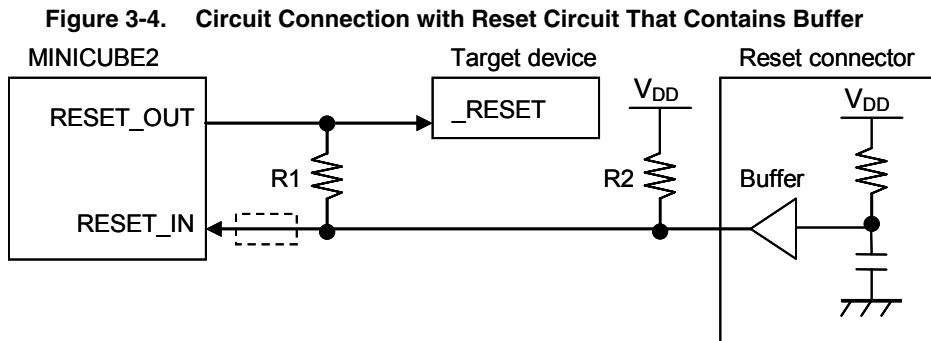 Figure 3-4. Circuit Connection with Reset Circuit That Contains Buffer
MINICUBE2
Target device
Reset connector
RESET_OUT
_RESET
VDD
VDD
R1
R2
Buffer
RESET_IN